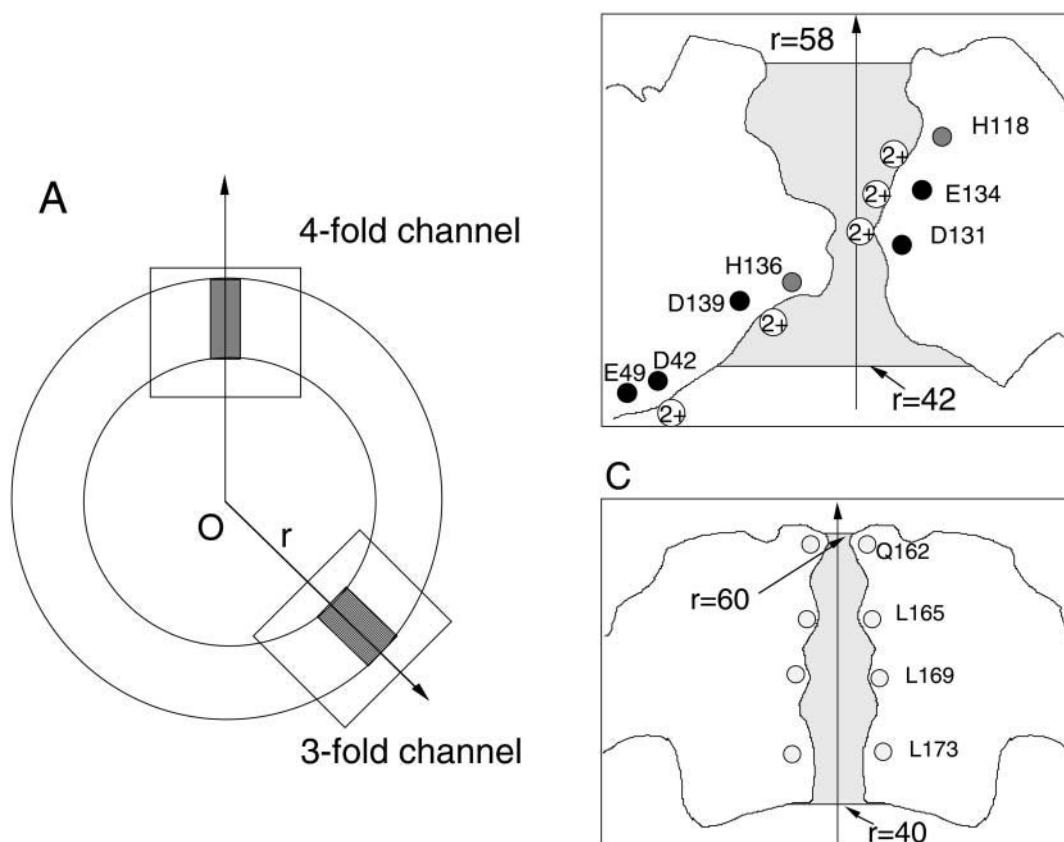 A
4-fold channel
O
r
3-fold channel
r=58
H118
2+
2+
E134
2+
D131
H136
D139
2+
D42
E49
2+
r=42
C
Q162
r=60
L165
L169
L173
r=40